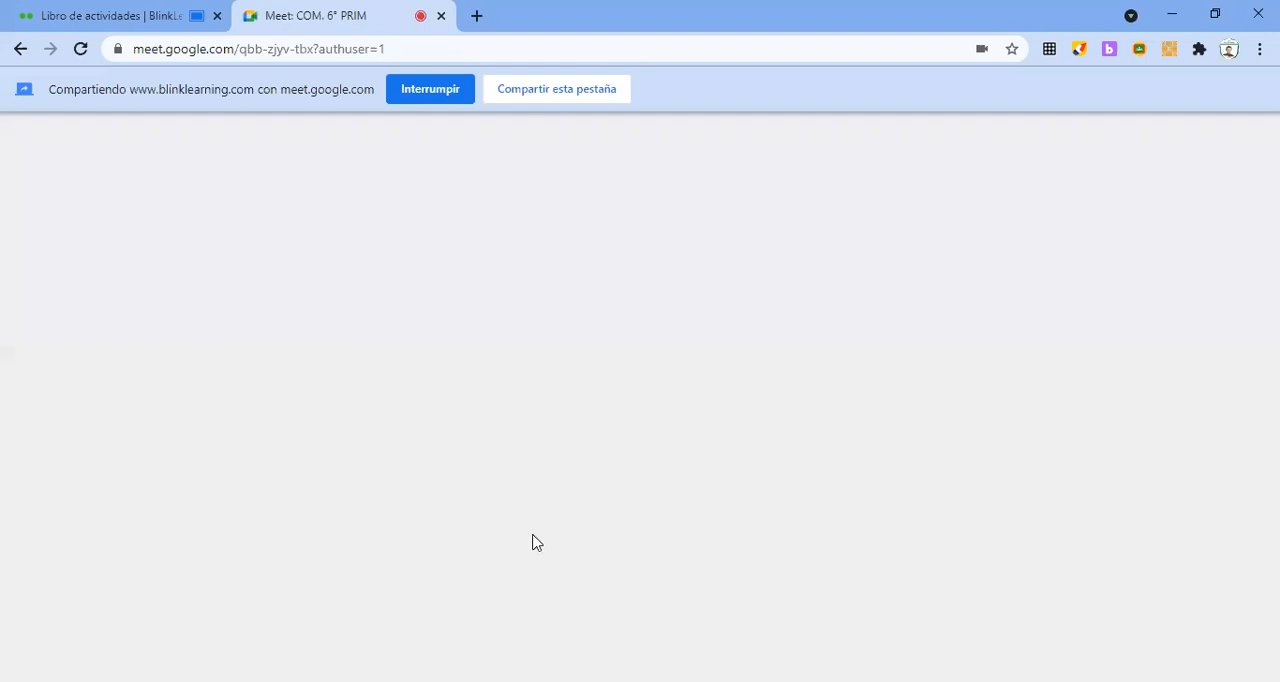 Libro de actividades | BlinkLe
Meet: COM. 6° PRIM
meet.google.com/qbb-zjyv-tbx?authuser=1
Compartiendo www.blinklearning.com con meet.google.com
Interrumpir
Compartir esta pestaña